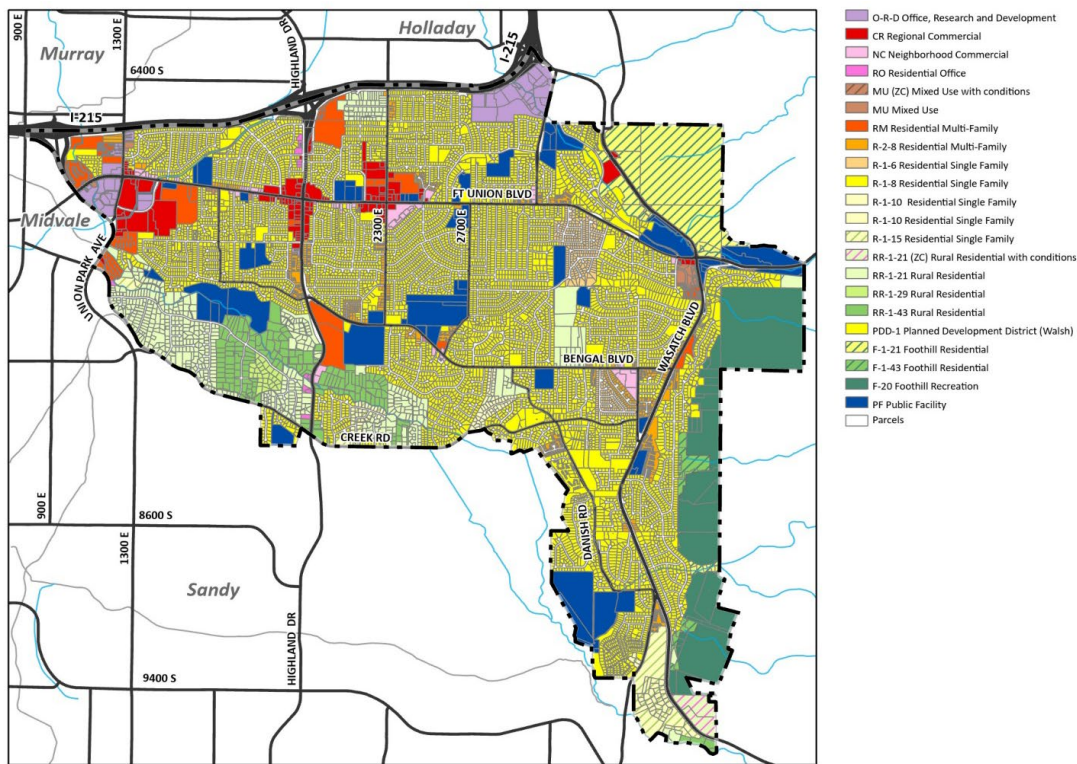 900 E
Murray
1300 E
HIGHLAND DR
Holladay
I-215
6400 S
I-215
FT UNION BLVD
Midvale
2300 E
2700 E
UNION PARK AVE
WASATCH BLVD
BENGAL BLVD
CREEK RD
900 E
8600 S
1300 E
DANISH RD
Sandy
HIGHLAND DR
9400 S
O-R-D Office, Research and Development
CR Regional Commercial
NC Neighborhood Commercial
RO Residential Office
MU (ZC) Mixed Use with conditions
MU Mixed Use
RM Residential Multi-Family
R-2-8 Residential Multi-Family
R-1-6 Residential Single Family
R-1-8 Residential Single Family
R-1-10 Residential Single Family
R-1-10 Residential Single Family
R-1-15 Residential Single Family
RR-1-21 (ZC) Rural Residential with conditions
RR-1-21 Rural Residential
RR-1-29 Rural Residential
RR-1-43 Rural Residential
PDD-1 Planned Development District (Walsh)
F-1-21 Foothill Residential
F-1-43 Foothill Residential
F-20 Foothill Recreation
PF Public Facility
Parcels